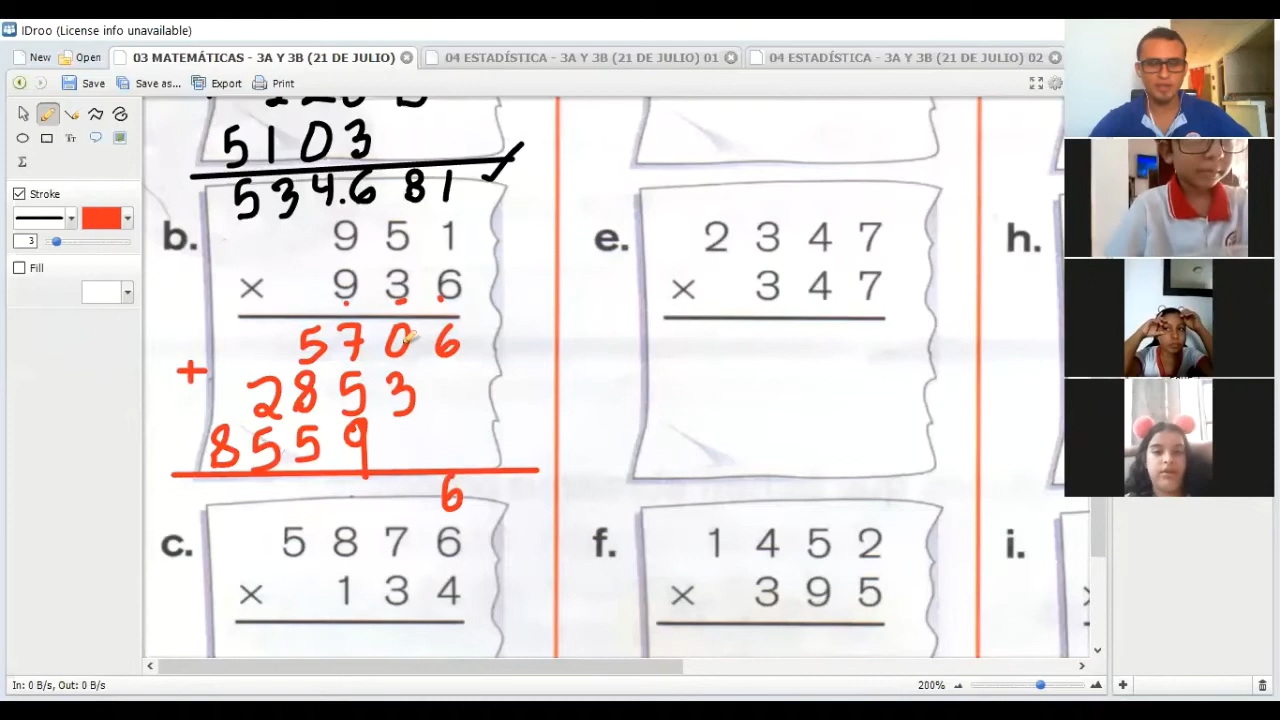 IDroo (License info unavailable)
New Open 03 MATEMÁTICAS - 3A Y 3B (21 DE JULIO) 04 ESTADÍSTICA - 3A Y 3B (21 DE JULIO) 01 04 ESTADÍSTICA - 3A Y 3B (21 DE JULIO) 02
Save Save as... Export Print
Tr
Σ
Stroke
3
Fill
5103
534.681
b. 951
× 936
5706
+ 2853
8559
6
c. 5876
× 134
e. 2347
× 347
f. 1452
× 395
h.
i.
In: 0 B/s, Out: 0 B/s 200%